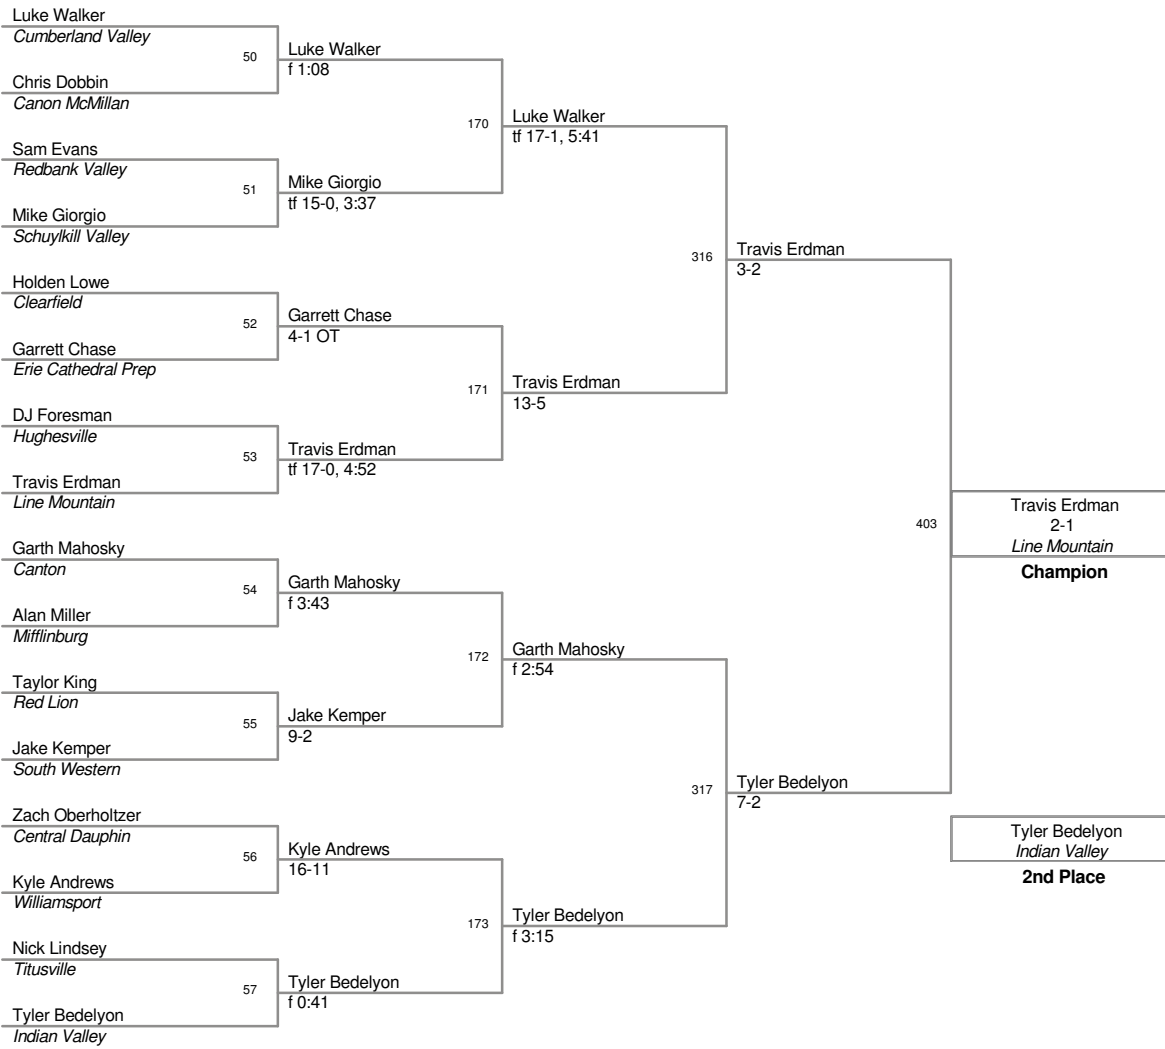 Luke Walker
Cumberland Valley
50
Luke Walker
f 1:08
Chris Dobbin
Canon McMillan
170
Luke Walker
tf 17-1, 5:41
Sam Evans
Redbank Valley
51
Mike Giorgio
tf 15-0, 3:37
Mike Giorgio
Schuylkill Valley
316
Travis Erdman
3-2
Holden Lowe
Clearfield
52
Garrett Chase
4-1 OT
Garrett Chase
Erie Cathedral Prep
171
Travis Erdman
13-5
DJ Foresman
Hughesville
53
Travis Erdman
tf 17-0, 4:52
Travis Erdman
Line Mountain
403
Travis Erdman
2-1
Line Mountain
Champion
Garth Mahosky
Canton
54
Garth Mahosky
f 3:43
Alan Miller
Mifflinburg
172
Garth Mahosky
f 2:54
Taylor King
Red Lion
55
Jake Kemper
9-2
Jake Kemper
South Western
317
Tyler Bedelyon
7-2
Zach Oberholtzer
Central Dauphin
56
Kyle Andrews
16-11
Kyle Andrews
Williamsport
173
Tyler Bedelyon
f 3:15
Tyler Bedelyon
Indian Valley
2nd Place
Nick Lindsey
Titusville
57
Tyler Bedelyon
f 0:41
Tyler Bedelyon
Indian Valley